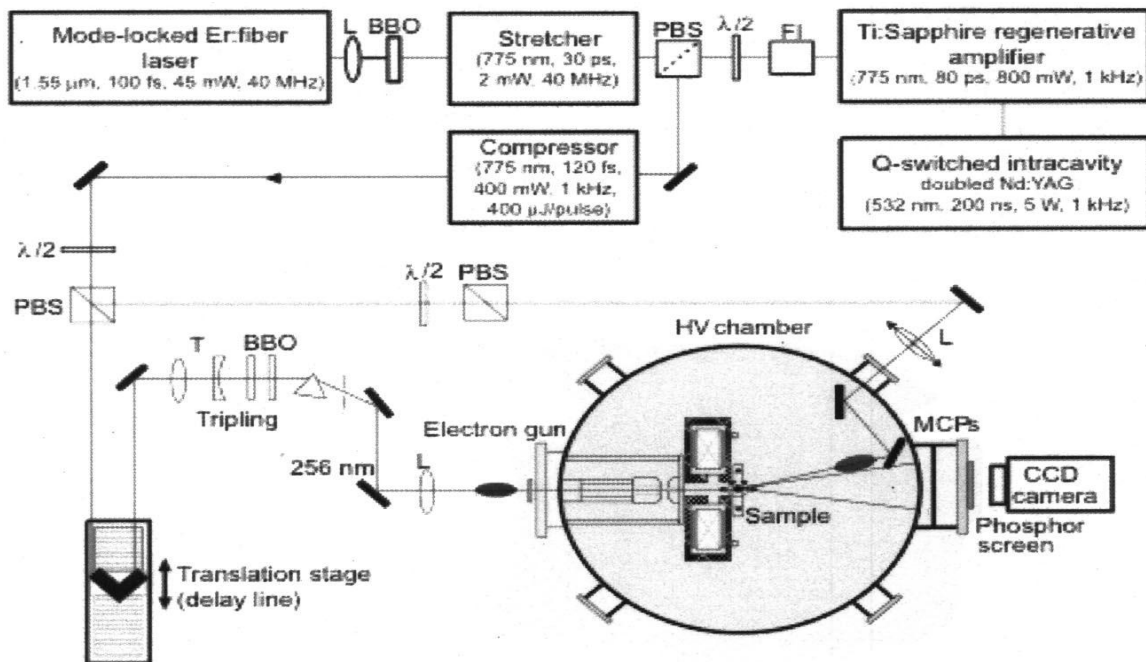 Mode-locked Er:fiber
laser
(1.55 µm, 100 fs, 45 mW, 40 MHz)
L
BBO
Stretcher
(775 nm, 30 ps,
2 mW, 40 MHz)
PBS
λ/2
FI
Ti:Sapphire regenerative
amplifier
(775 nm, 80 ps, 800 mW, 1 kHz)
Compressor
(775 nm, 120 fs,
400 mW, 1 kHz,
400 µJ/pulse)
Q-switched intracavity
doubled Nd:YAG
(532 nm, 200 ns, 5 W, 1 kHz)
λ/2
PBS
λ/2
PBS
HV chamber
L
T
BBO
Tripling
Electron gun
MCPs
256 nm
L
CCD
camera
Sample
Phosphor
screen
Translation stage
(delay line)